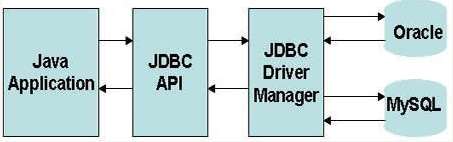 Java
Application
JDBC
API
JDBC
Driver
Manager
Oracle
MySQL